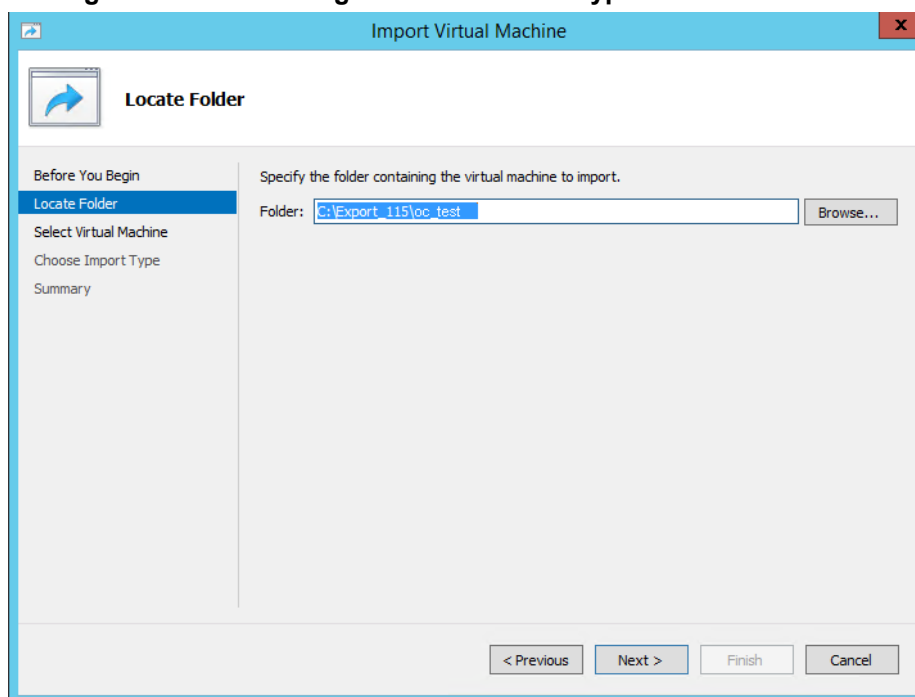 Import Virtual Machine
x
Locate Folder
Before You Begin
Locate Folder
Select Virtual Machine
Choose Import Type
Summary
Specify the folder containing the virtual machine to import.
Folder: C:\Export_115\oc_test Browse...
< Previous Next > Finish Cancel